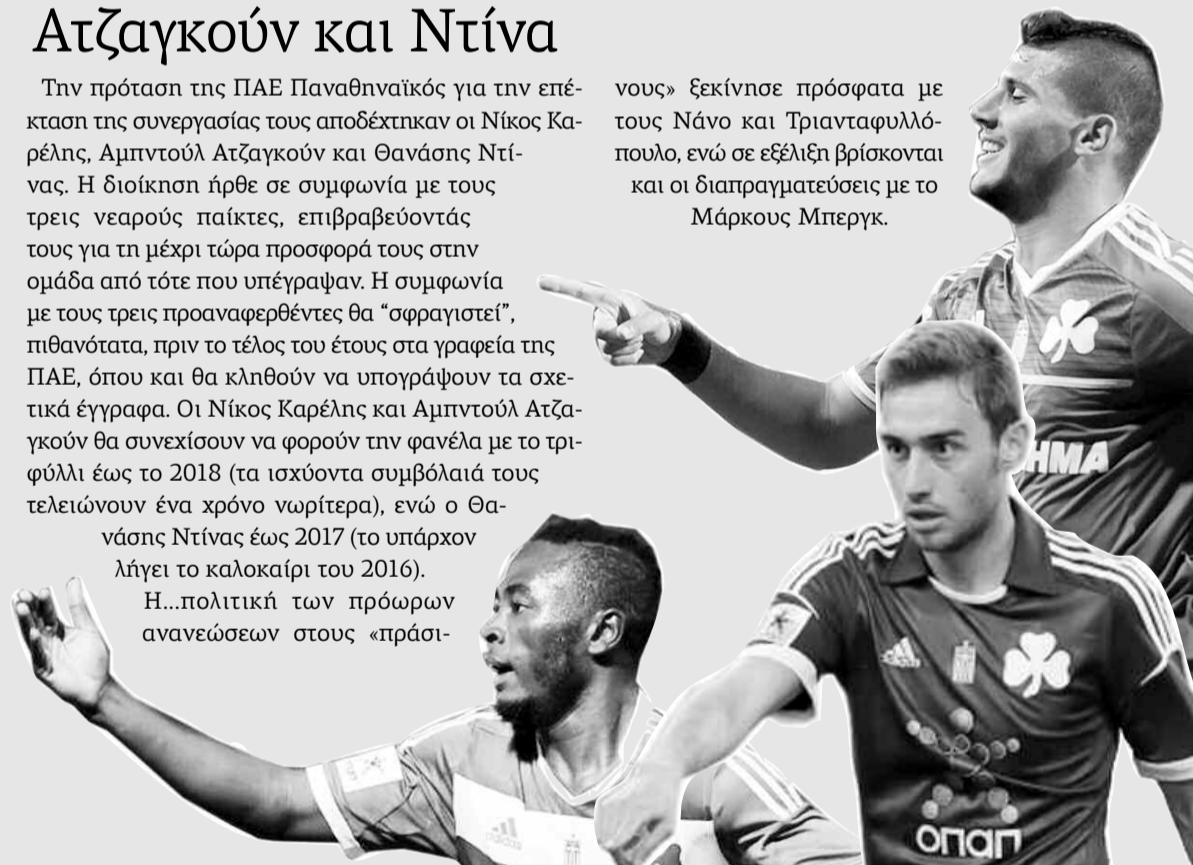 Ατζαγκούν και Ντίνα
Την πρόταση της ΠΑΕ Παναθηναϊκός για την επέ-
κταση της συνεργασίας τους αποδέχτηκαν οι Νίκος Κα-
ρέλης, Αμπντούλ Ατζαγκούν και Θανάσης Ντί-
νας. Η διοίκηση ήρθε σε συμφωνία με τους
τρεις νεαρούς παίκτες, επιβραβεύοντάς
τους για τη μέχρι τώρα προσφορά τους στην
ομάδα από τότε που υπέγραψαν. Η συμφωνία
με τους τρεις προαναφερθέντες θα “σφραγιστεί”,
πιθανότατα, πριν το τέλος του έτους στα γραφεία της
ΠΑΕ, όπου και θα κληθούν να υπογράψουν τα σχε-
τικά έγγραφα. Οι Νίκος Καρέλης και Αμπντούλ Ατζα-
γκούν θα συνεχίσουν να φορούν την φανέλα με το τρι-
φύλλι έως το 2018 (τα ισχύοντα συμβόλαιά τους
τελειώνουν ένα χρόνο νωρίτερα), ενώ ο Θα-
νάσης Ντίνας έως 2017 (το υπάρχον
λήγει το καλοκαίρι του 2016).
Η...πολιτική των πρόωρων
ανανεώσεων στους «πράσι-
νους» ξεκίνησε πρόσφατα με
τους Νάνο και Τριανταφυλλό-
πουλο, ενώ σε εξέλιξη βρίσκονται
και οι διαπραγματεύσεις με το
Μάρκους Μπεργκ.
ΗΜΑ
adidas
adidas
οπαπ